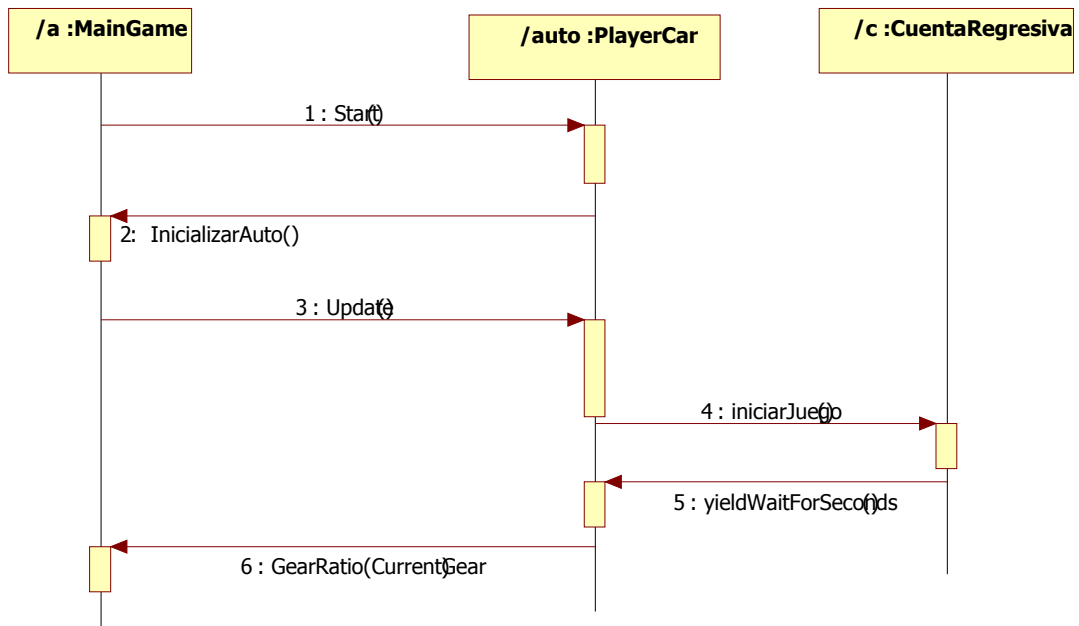 /a :MainGame
/auto :PlayerCar
/c :CuentaRegresiva
1 : Start()
2: InicializarAuto()
3 : Update()
4 : iniciarJuego()
5 : yieldWaitForSeconds()
6 : GearRatio(CurrentGear)